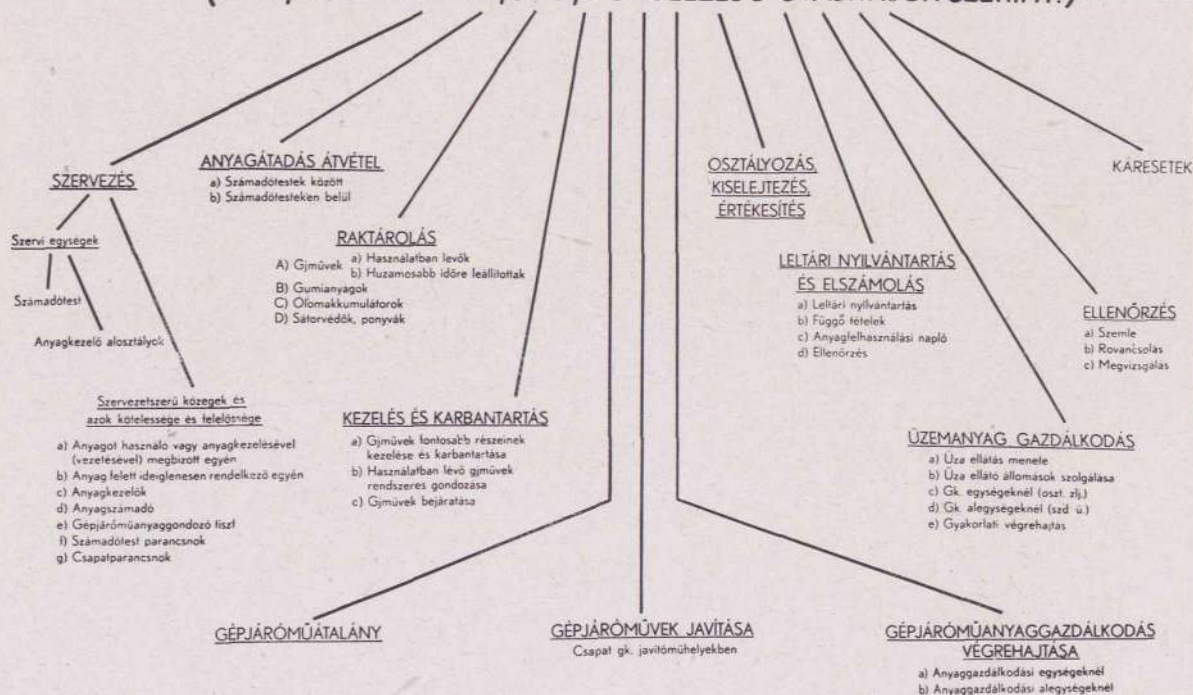 SZERINT.)
SZERVEZÉS
Szervi egységek
Számadótest
Anyagkezelő alosztályok
Szervezetszerű közegek és
azok kötelessége és felelőssége
a) Anyagot használó vagy anyagkezelésével
(vezetésével) megbízott egyén
b) Anyag felett ideiglenesen rendelkező egyén
c) Anyagkezelők
d) Anyagszámadó
e) Gépjárőműanyaggondozó tiszt
f) Számadótest parancsnok
g) Csapatparancsnok
ANYAGÁTADÁS ÁTVÉTEL
a) Számadótestek között
b) Számadótesteken belül
RAKTÁROLÁS
A) Gjművek a) Használatban levők
b) Huzamosabb időre leállítottak
B) Gumianyagok
C) Ólomakkumulátorok
D) Sátorvédők, ponyvák
KEZELÉS ÉS KARBANTARTÁS
a) Gjművek fontosabb részeinek
kezelése és karbantartása
b) Használatban lévő gjművek
rendszeres gondozása
c) Gjművek bejáratása
OSZTÁLYOZÁS,
KISELEJTEZÉS,
ÉRTÉKESÍTÉS
LELTÁRI NYILVÁNTARTÁS
ÉS ELSZÁMOLÁS
a) Leltári nyilvántartás
b) Függő tételek
c) Anyagfelhasználási napló
d) Ellenőrzés
KÁRESETEK
ELLENŐRZÉS
a) Szemle
b) Rovancsolás
c) Megvizsgálás
ÜZEMANYAG GAZDÁLKODÁS
a) Üza ellátás menete
b) Üza ellátó állomások szolgálása
c) Gk. egységeknél (oszt. zlj.)
d) Gk. alegységeknél (szd ü.)
e) Gyakorlati végrehajtás
GÉPJÁRÓMŰÁTALÁNY
GÉPJÁRÓMŰVEK JAVÍTÁSA
Csapat gk. javítóműhelyekben
GÉPJÁRÓMŰANYAGGAZDÁLKODÁS
VÉGREHAJTÁSA
a) Anyaggazdálkodási egységeknél
b) Anyaggazdálkodási alegységeknél